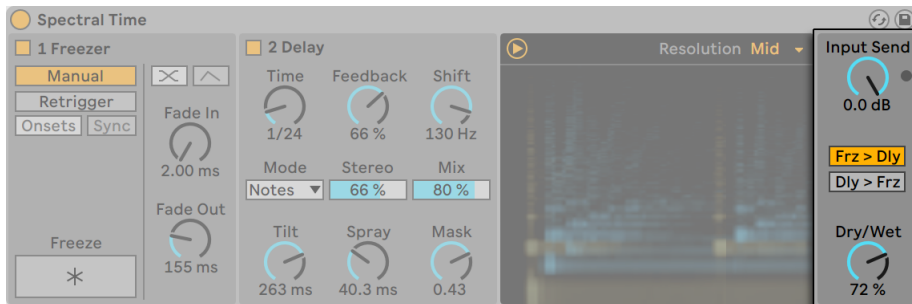 Spectral Time
1 Freezer
Manual
Retrigger
Onsets Sync
Fade In
2.00 ms
Fade Out
155 ms
Freeze
2 Delay
Time Feedback Shift
1/24 66 % 130 Hz
Mode Stereo Mix
Notes 66 % 80 %
Tilt Spray Mask
263 ms 40.3 ms 0.43
Resolution Mid
Input Send
0.0 dB
Frz > Dly
Dly > Frz
Dry/Wet
72 %